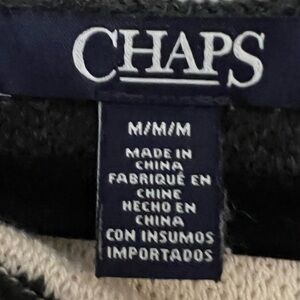 CHAPS
M/M/M
MADE IN
CHINA
FABRIQUÉ EN
CHINE
HECHO EN
CHINA
CON INSUMOS
IMPORTADOS